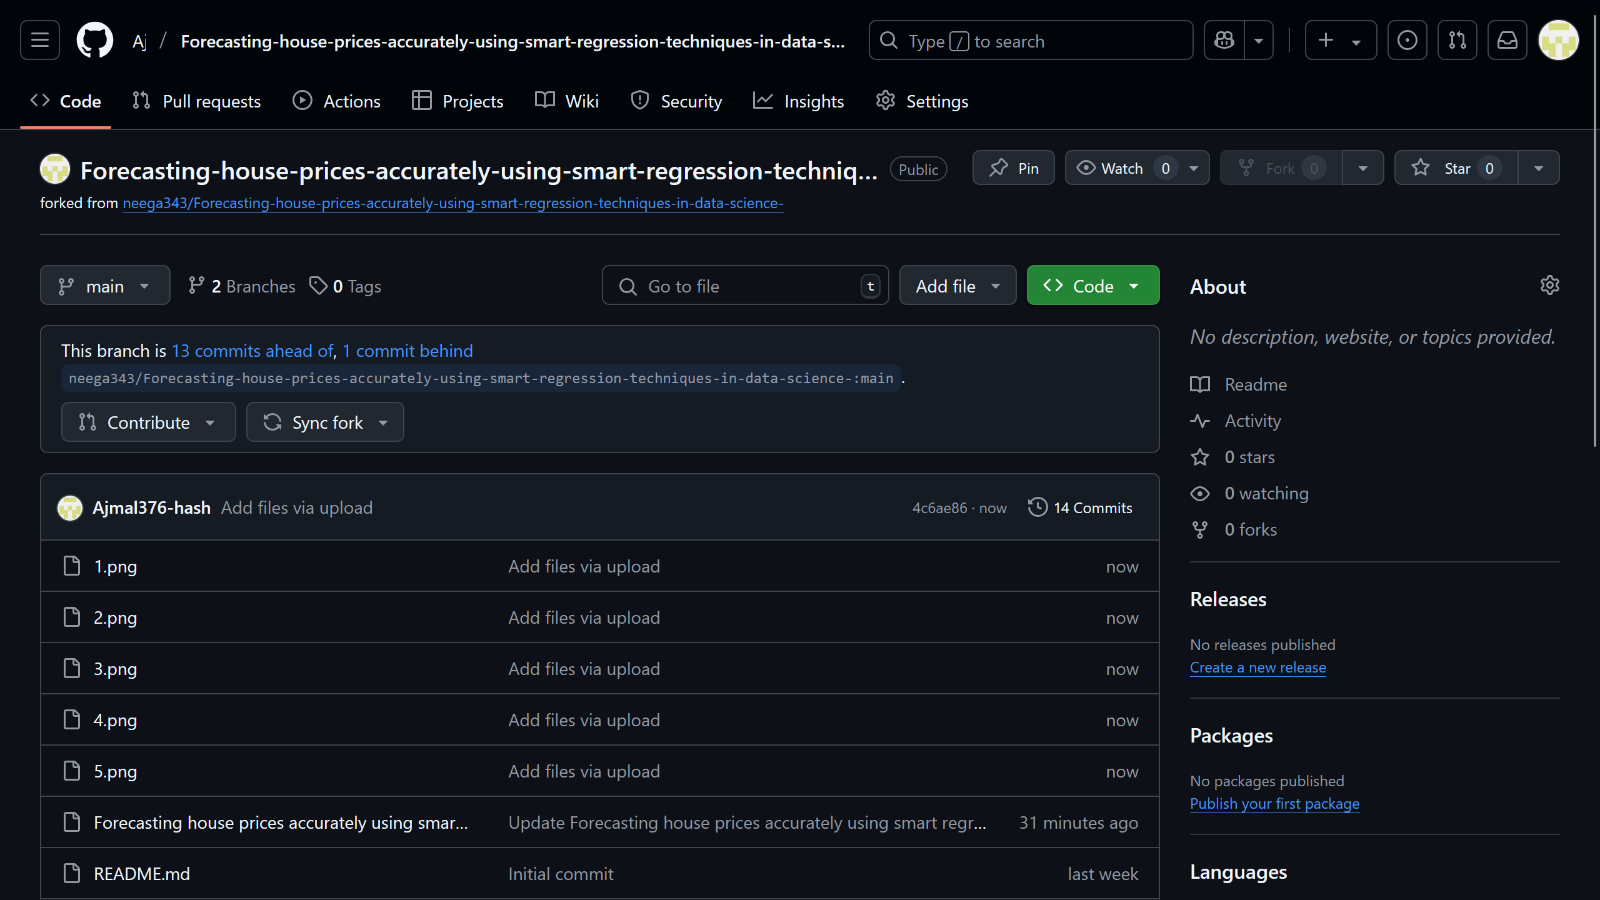 Aj / Forecasting-house-prices-accurately-using-smart-regression-techniques-in-data-s...
Type / to search
Code Pull requests Actions Projects Wiki Security Insights Settings
Forecasting-house-prices-accurately-using-smart-regression-techniq... Public Pin Watch 0 Fork 0 Star 0
forked from neega343/Forecasting-house-prices-accurately-using-smart-regression-techniques-in-data-science-
main 2 Branches 0 Tags Go to file t Add file Code
This branch is 13 commits ahead of, 1 commit behind
neega343/Forecasting-house-prices-accurately-using-smart-regression-techniques-in-data-science-:main .
Contribute Sync fork
Ajmal376-hash Add files via upload 4c6ae86 · now 14 Commits
1.png Add files via upload now
2.png Add files via upload now
3.png Add files via upload now
4.png Add files via upload now
5.png Add files via upload now
Forecasting house prices accurately using smar... Update Forecasting house prices accurately using smart regr... 31 minutes ago
README.md Initial commit last week
About
No description, website, or topics provided.
Readme
Activity
0 stars
0 watching
0 forks
Releases
No releases published
Create a new release
Packages
No packages published
Publish your first package
Languages